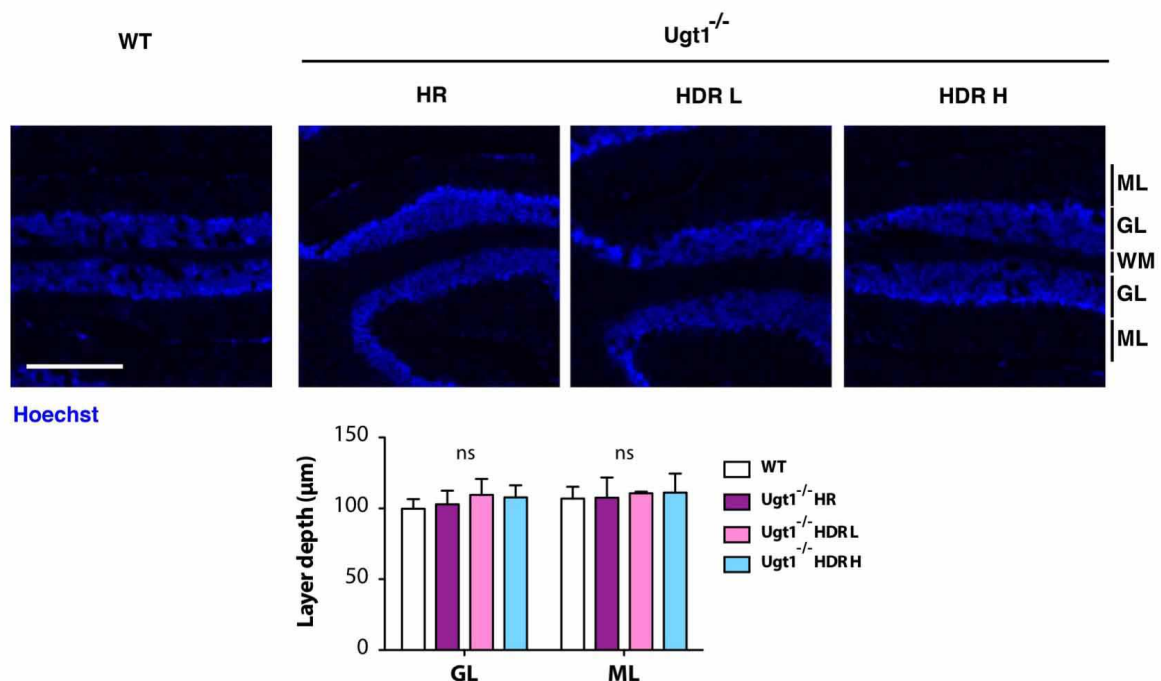 WT
Ugt1-/-
HR
HDR L
HDR H
ML
GL
WM
GL
ML
Hoechst
Layer depth (μm)
150
100
50
0
ns
ns
GL
ML
WT
Ugt1-/- HR
Ugt1-/- HDR L
Ugt1-/- HDR H